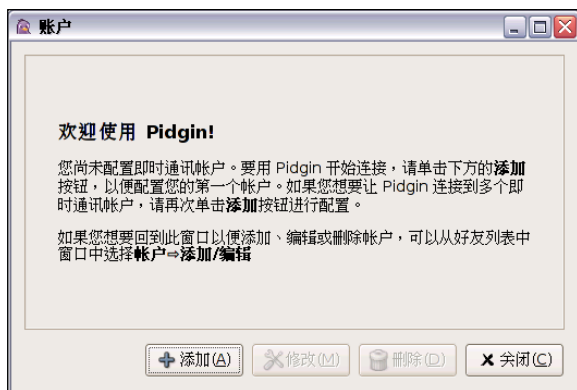 账户
欢迎使用 Pidgin!
您尚未配置即时通讯帐户。要用 Pidgin 开始连接，请单击下方的添加
按钮，以便配置您的第一个帐户。如果您想要让 Pidgin 连接到多个即
时通讯帐户，请再次单击添加按钮进行配置。
如果您想要回到此窗口以便添加、编辑或删除帐户，可以从好友列表中
窗口中选择帐户⇨添加/编辑
添加(A) 修改(M) 删除(D) 关闭(C)